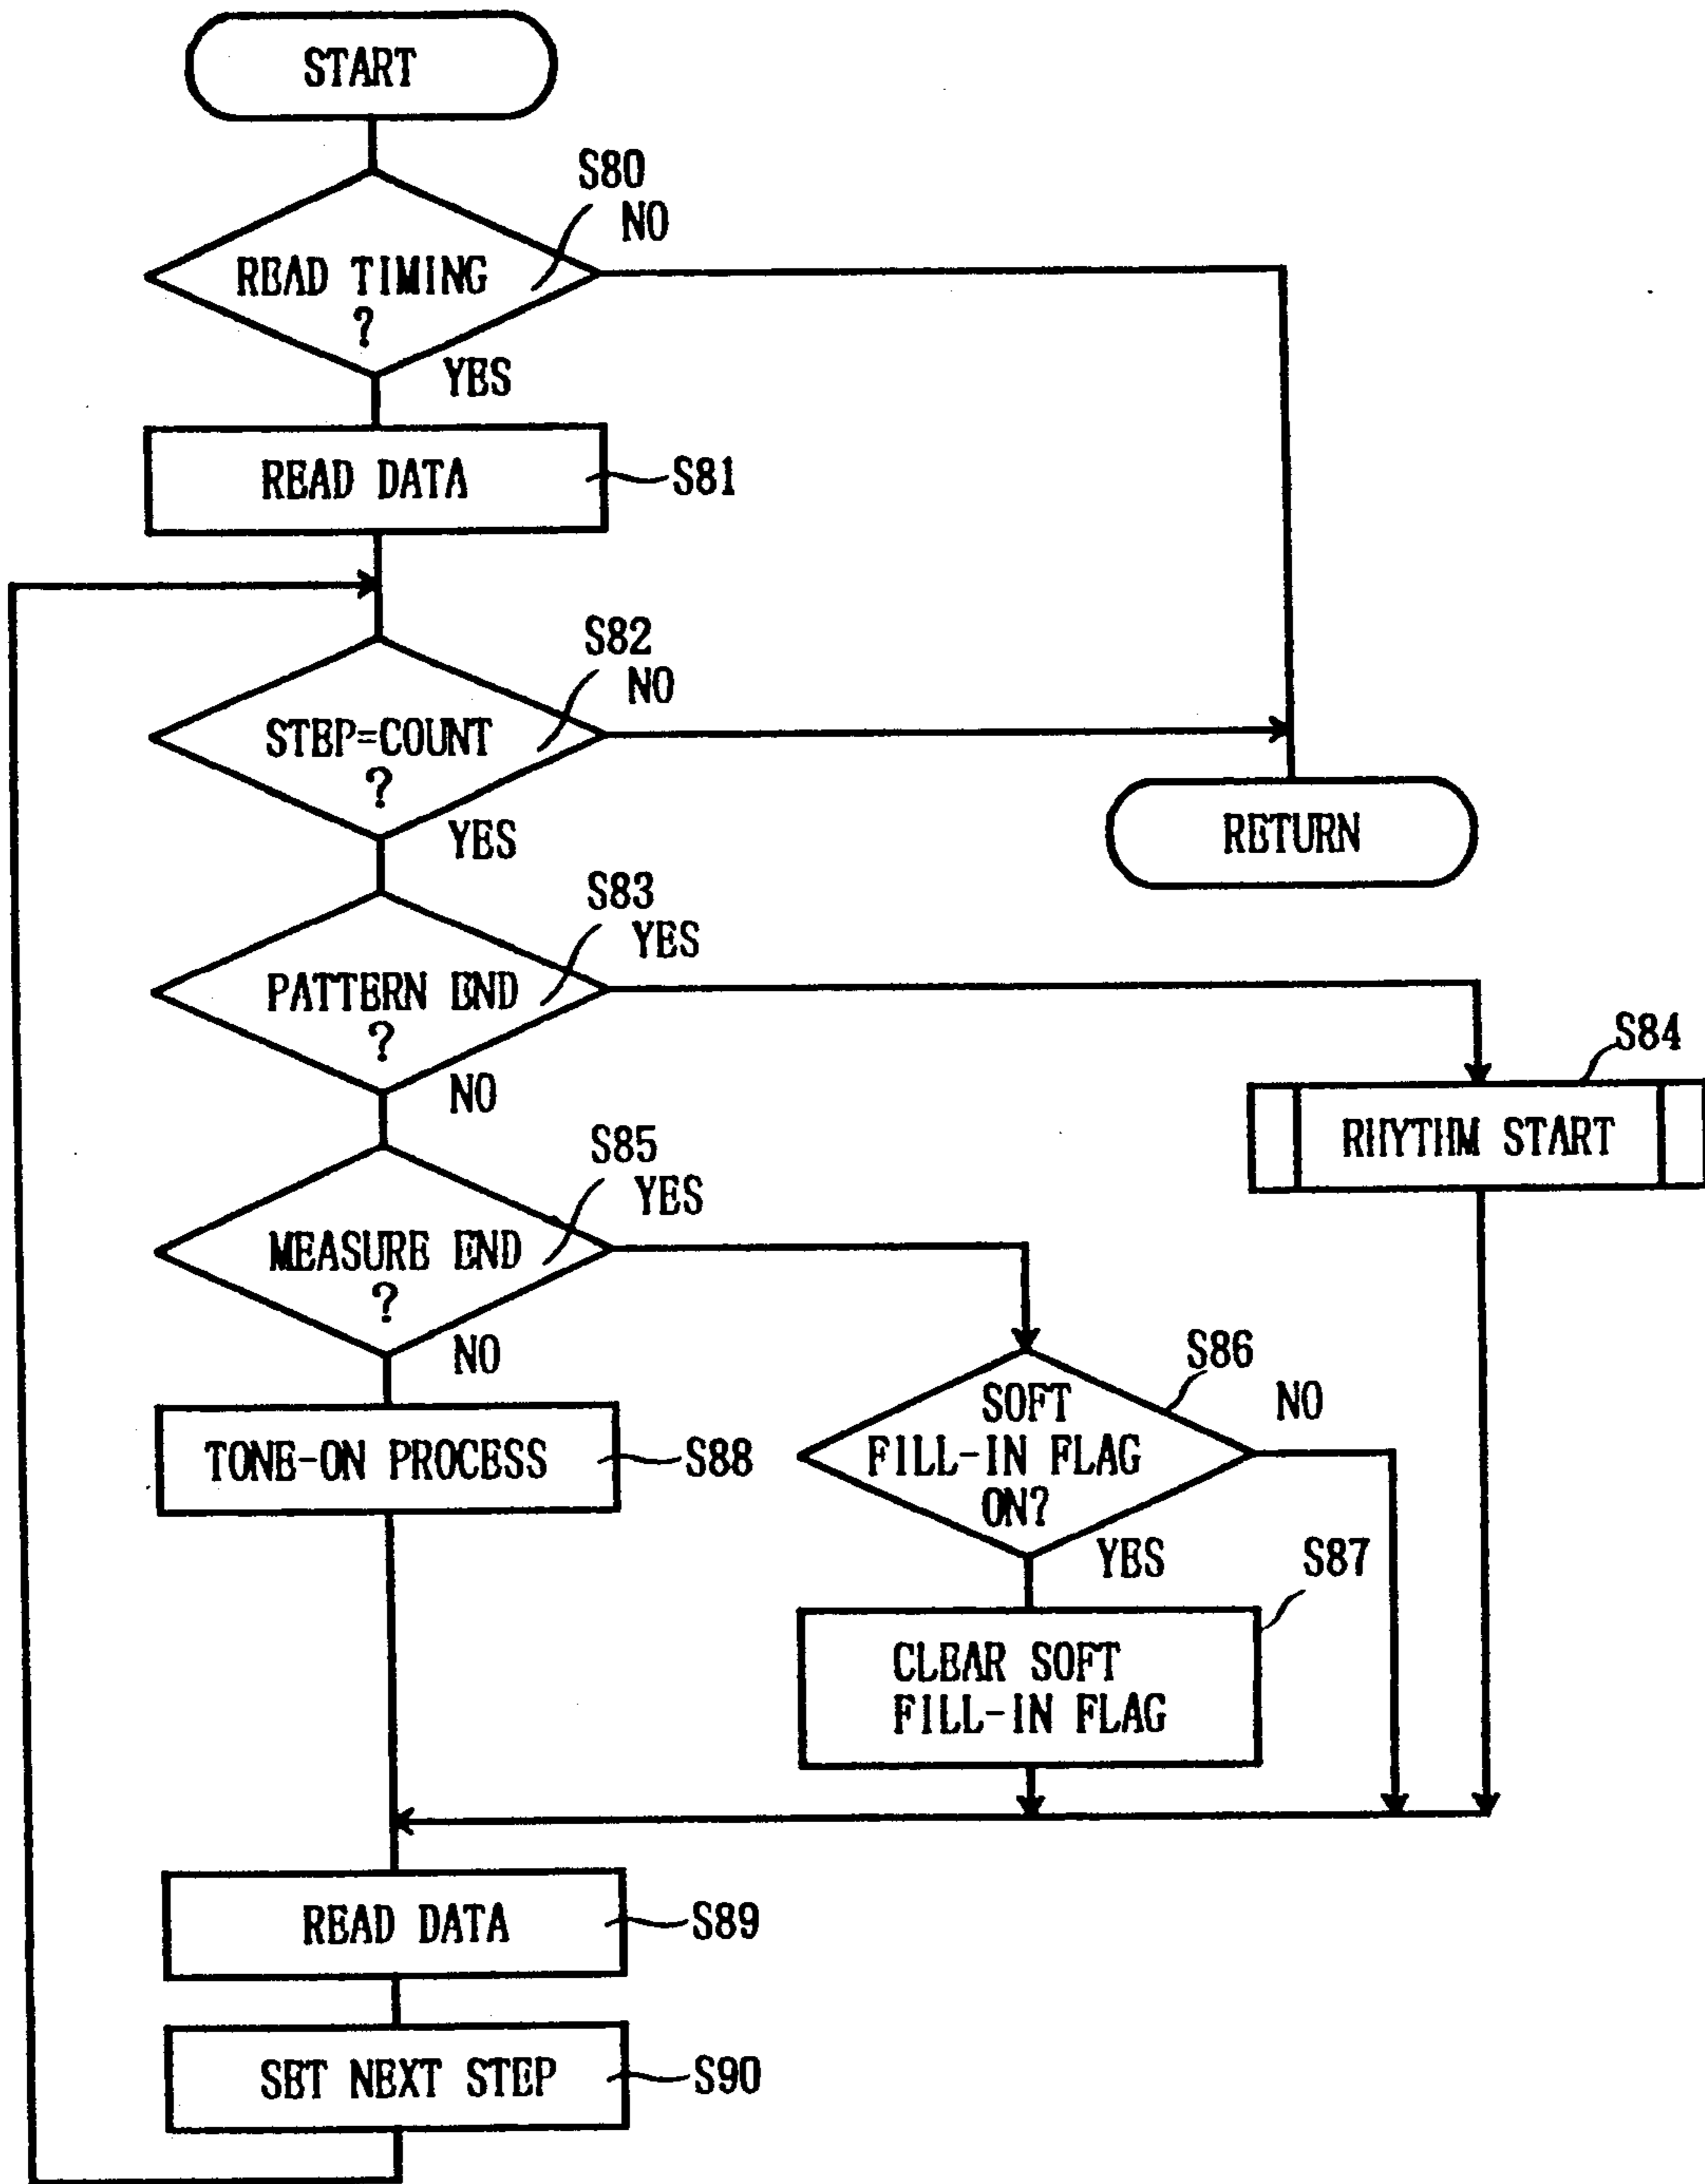 START
S80
NO
READ TIMING
?
YES
READ DATA
S81
S82
NO
STEP=COUNT
?
YES
RETURN
S83
YES
PATTERN END
?
NO
S84
RHYTHM START
S85
YES
MEASURE END
?
NO
S86
NO
SOFT
FILL-IN FLAG
ON?
YES
TONE-ON PROCESS
S88
S87
CLEAR SOFT
FILL-IN FLAG
READ DATA
S89
SET NEXT STEP
S90